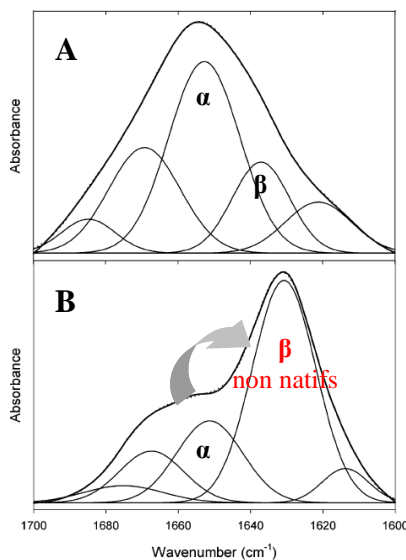 A
α
β
Absorbance
B
β
non natifs
α
Absorbance
1700 1680 1660 1640 1620 1600
Wavenumber (cm⁻¹)